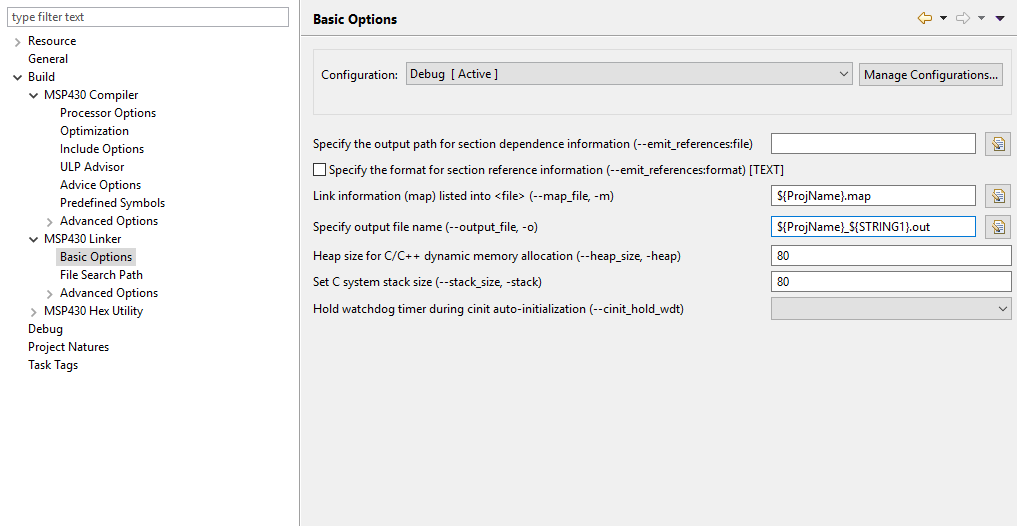 type filter text
Resource
General
Build
MSP430 Compiler
Processor Options
Optimization
Include Options
ULP Advisor
Advice Options
Predefined Symbols
Advanced Options
MSP430 Linker
Basic Options
File Search Path
Advanced Options
MSP430 Hex Utility
Debug
Project Natures
Task Tags
Basic Options
Configuration: Debug [ Active ] Manage Configurations...
Specify the output path for section dependence information (--emit_references:file)
Specify the format for section reference information (--emit_references:format) [TEXT]
Link information (map) listed into <file> (--map_file, -m) ${ProjName}.map
Specify output file name (--output_file, -o) ${ProjName}_${STRING1}.out
Heap size for C/C++ dynamic memory allocation (--heap_size, -heap) 80
Set C system stack size (--stack_size, -stack) 80
Hold watchdog timer during cinit auto-initialization (--cinit_hold_wdt)